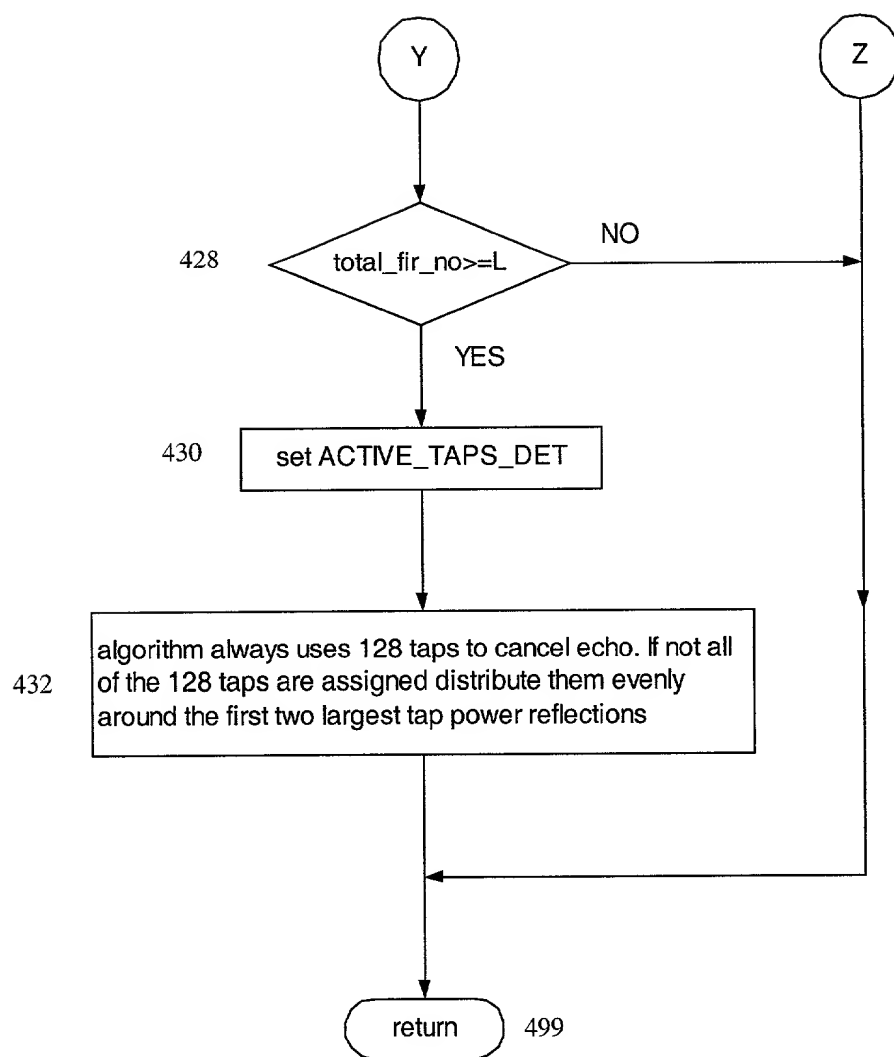 Y
Z
428
total_fir_no>=L
NO
YES
430
set ACTIVE_TAPS_DET
432
algorithm always uses 128 taps to cancel echo. If not all
of the 128 taps are assigned distribute them evenly
around the first two largest tap power reflections
return
499